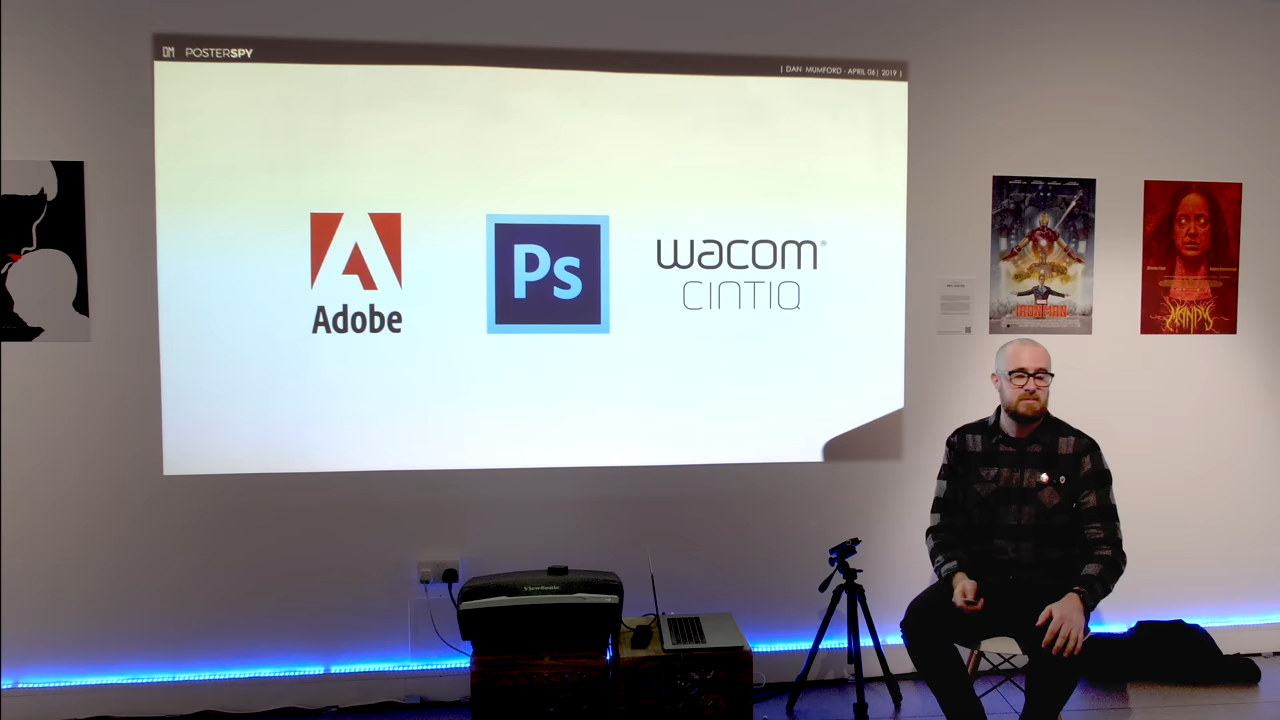 DM POSTERSPY
| DAN MUMFORD - APRIL 06 | 2019 |
Adobe
Ps
wacom®
CINTIQ
IRON MAN
MANDY
ViewSonic